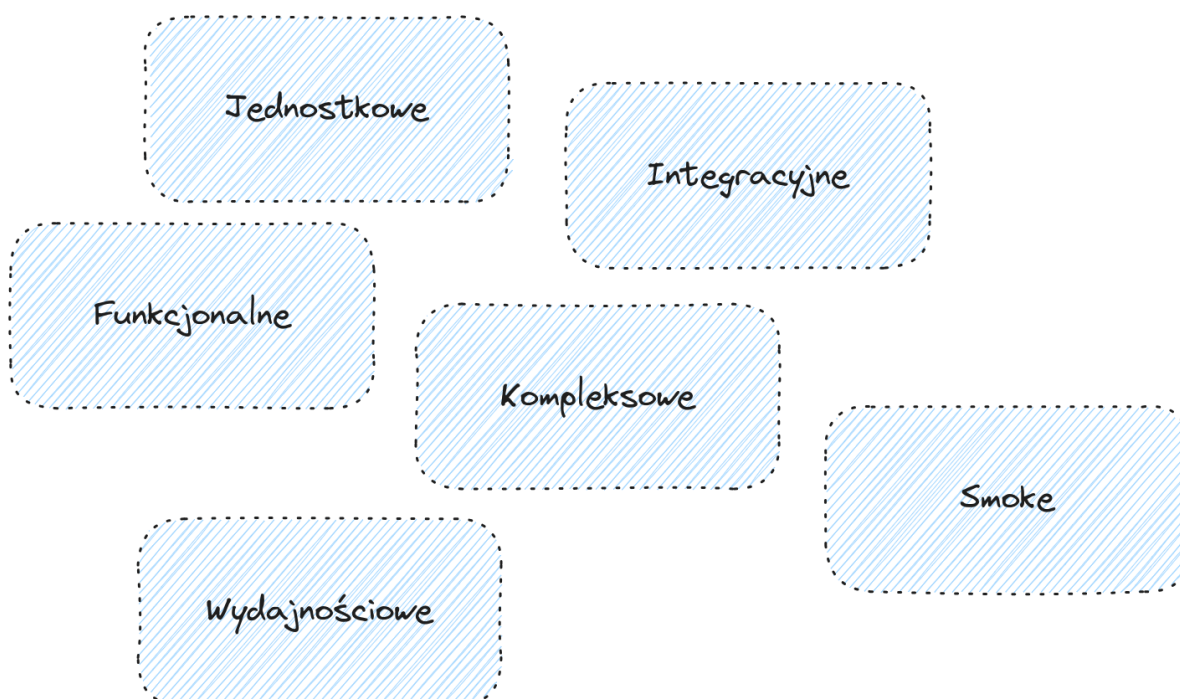 Jednostkowe
Integracyjne
Funkcjonalne
Kompleksowe
Smoke
Wydajnościowe